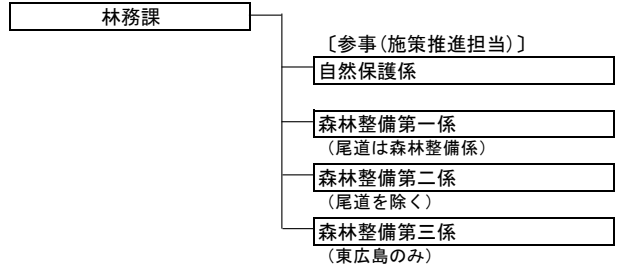 林務課
〔参事(施策推進担当)〕
自然保護係
森林整備第一係
(尾道は森林整備係)
森林整備第二係
(尾道を除く)
森林整備第三係
(東広島のみ)